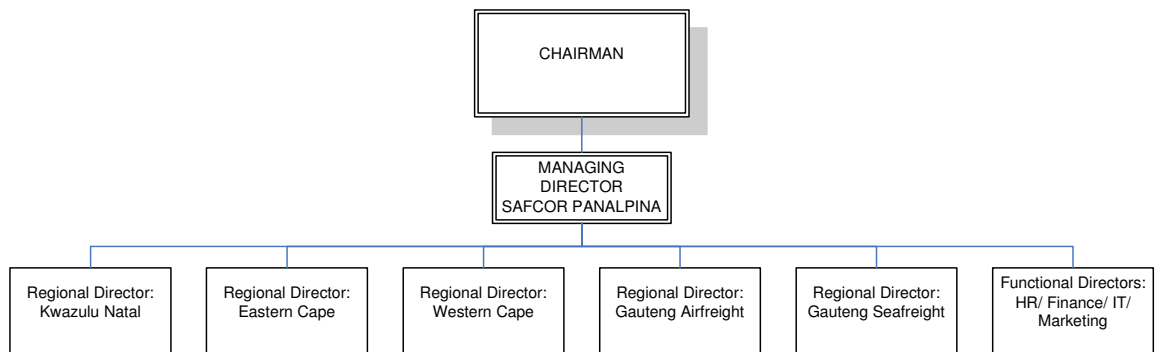 CHAIRMAN
MANAGING
DIRECTOR
SAFCOR PANALPINA
Regional Director:
Kwazulu Natal
Regional Director:
Eastern Cape
Regional Director:
Western Cape
Regional Director:
Gauteng Airfreight
Regional Director:
Gauteng Seafreight
Functional Directors:
HR/ Finance/ IT/
Marketing